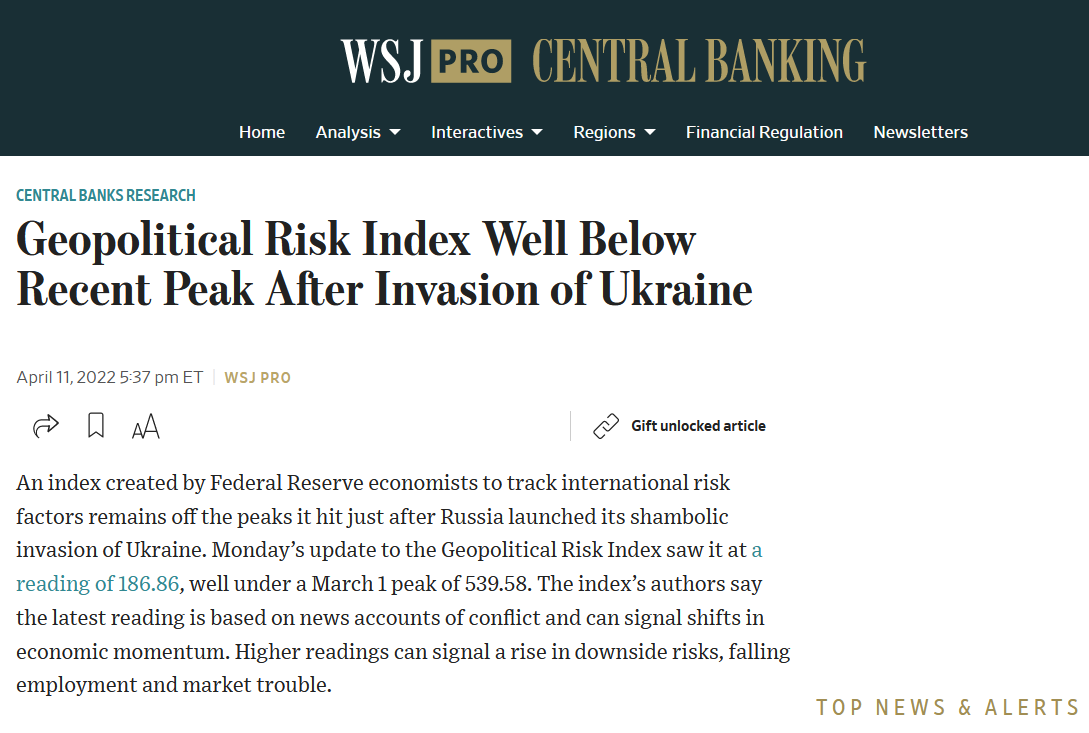 WSJ PRO CENTRAL BANKING
Home Analysis Interactives Regions Financial Regulation Newsletters
CENTRAL BANKS RESEARCH
Geopolitical Risk Index Well Below
Recent Peak After Invasion of Ukraine
April 11, 2022 5:37 pm ET WSJ PRO
AA Gift unlocked article
An index created by Federal Reserve economists to track international risk
factors remains off the peaks it hit just after Russia launched its shambolic
invasion of Ukraine. Monday’s update to the Geopolitical Risk Index saw it at a
reading of 186.86, well under a March 1 peak of 539.58. The index’s authors say
the latest reading is based on news accounts of conflict and can signal shifts in
economic momentum. Higher readings can signal a rise in downside risks, falling
employment and market trouble.
TOP NEWS & ALERTS